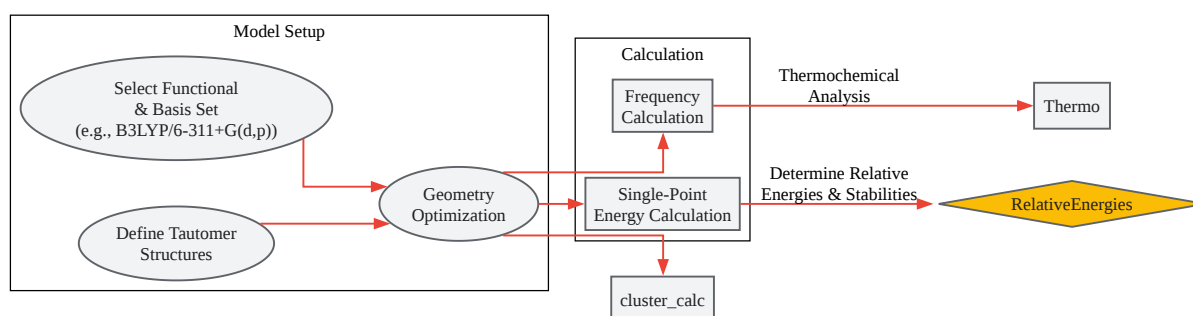 Model Setup
Select Functional
& Basis Set
(e.g., B3LYP/6-311+G(d,p))
Define Tautomer
Structures
Geometry
Optimization
Calculation
Frequency
Calculation
Single-Point
Energy Calculation
cluster_calc
Thermochemical
Analysis
Thermo
Determine Relative
Energies & Stabilities
RelativeEnergies